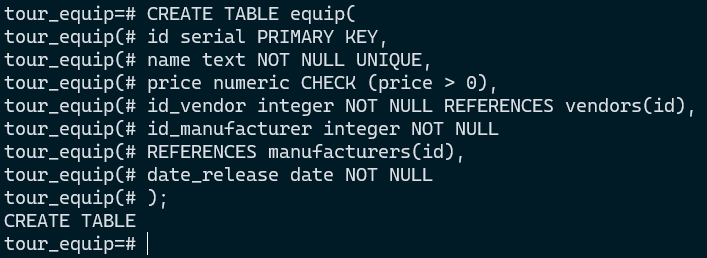 tour_equip=# CREATE TABLE equip(
tour_equip(# id serial PRIMARY KEY,
tour_equip(# name text NOT NULL UNIQUE,
tour_equip(# price numeric CHECK (price > 0),
tour_equip(# id_vendor integer NOT NULL REFERENCES vendors(id),
tour_equip(# id_manufacturer integer NOT NULL
tour_equip(# REFERENCES manufacturers(id),
tour_equip(# date_release date NOT NULL
tour_equip(# );
CREATE TABLE
tour_equip=#